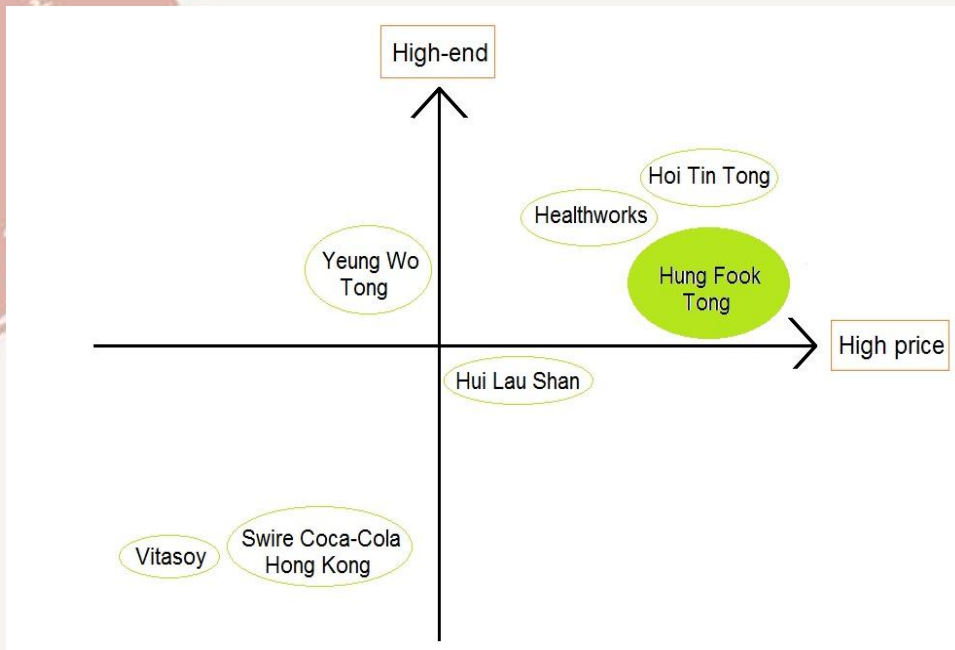 High-end
Hoi Tin Tong
Healthworks
Yeung Wo
Tong
Hung Fook
Tong
High price
Hui Lau Shan
Swire Coca-Cola
Hong Kong
Vitasoy